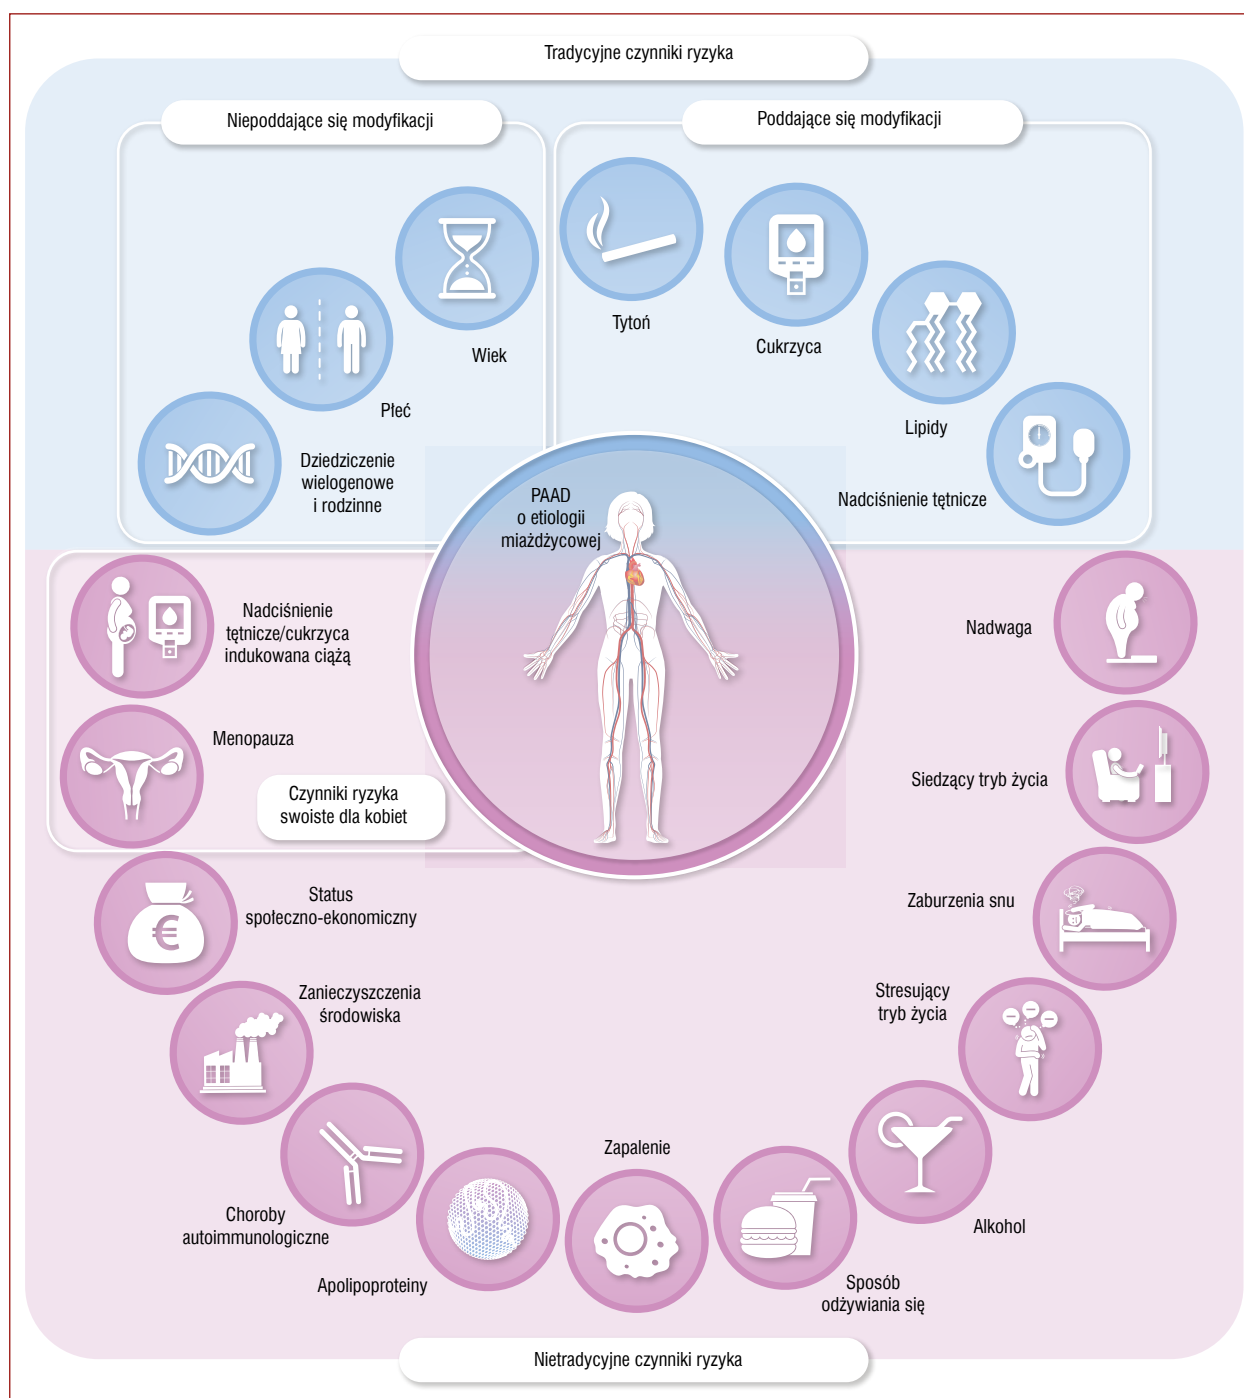 Tradycyjne czynniki ryzyka
Niepoddające się modyfikacji
Poddające się modyfikacji
Tytoń
Cukrzyca
Wiek
Płeć
Lipidy
Dziedziczenie
wielogenowe
i rodzinne
Nadciśnienie tętnicze
PAAD
o etiologii
miażdżycowej
Nadciśnienie
tętnicze/cukrzyca
indukowana ciążą
Nadwaga
Menopauza
Siedzący tryb życia
Czynniki ryzyka
swoiste dla kobiet
Status
społeczno-ekonomiczny
€
Zaburzenia snu
Zanieczyszczenia
środowiska
Stresujący
tryb życia
Choroby
autoimmunologiczne
Zapalenie
Alkohol
Apolipoproteiny
Sposób
odżywiania się
Nietradycyjne czynniki ryzyka